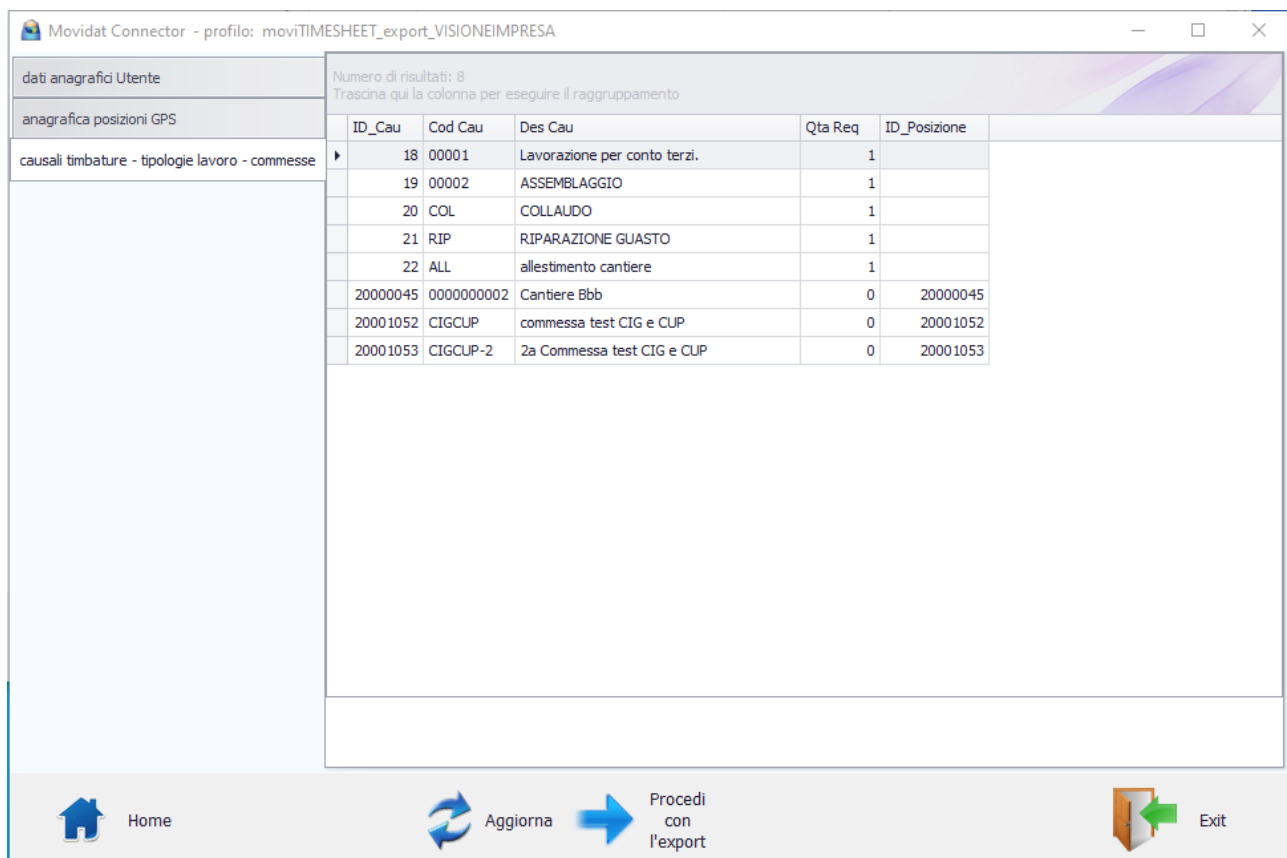 Movidat Connector - profilo: moviTIMESHEET_export_VISIONEIMPRESA
dati anagrafici Utente
anagrafica posizioni GPS
causali timbature - tipologie lavoro - commesse
Numero di risultati: 8
Trascina qui la colonna per eseguire il raggruppamento
ID_Cau Cod Cau Des Cau Qta Req ID_Posizione
18 00001 Lavorazione per conto terzi. 1
19 00002 ASSEMBLAGGIO 1
20 COL COLLAUDO 1
21 RIP RIPARAZIONE GUASTO 1
22 ALL allestimento cantiere 1
20000045 0000000002 Cantiere Bbb 0 20000045
20001052 CIGCUP commessa test CIG e CUP 0 20001052
20001053 CIGCUP-2 2a Commessa test CIG e CUP 0 20001053
Home
Aggiorna
Procedi
con
l'export
Exit